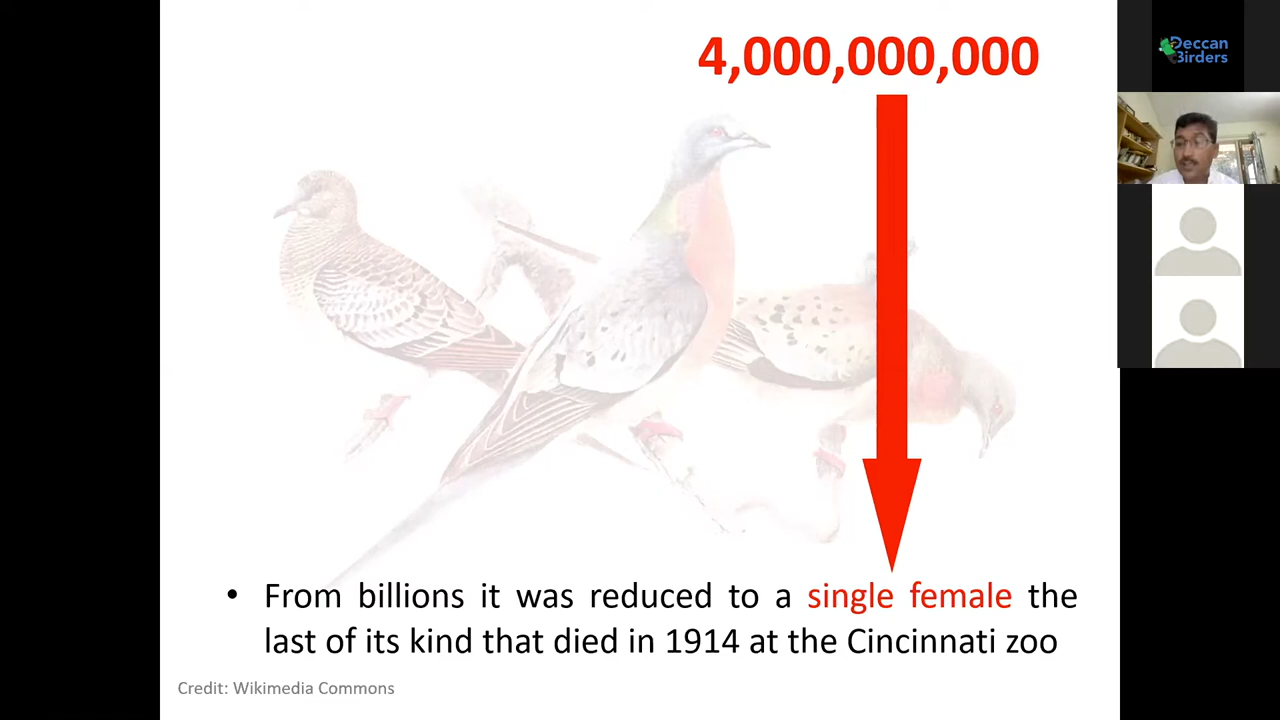 4,000,000,000
Deccan
Birders
• From billions it was reduced to a single female the
last of its kind that died in 1914 at the Cincinnati zoo
Credit: Wikimedia Commons